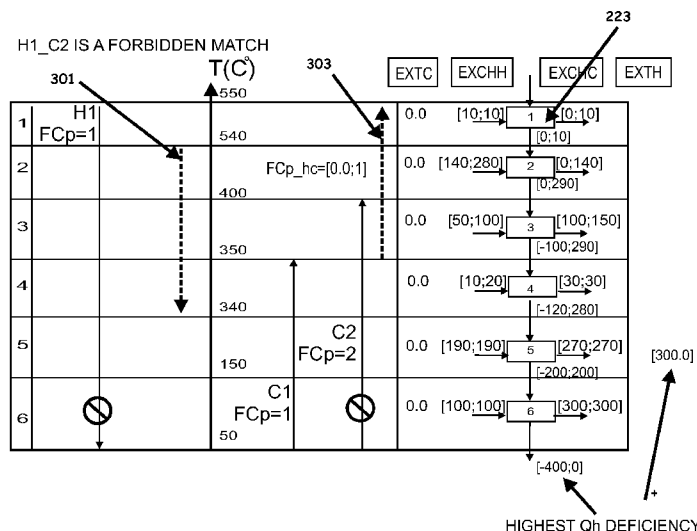 H1_C2 IS A FORBIDDEN MATCH
223
301
T(C°)
303
EXTC EXCHH EXCHC EXTH
550
1 H1 FCp=1 0.0 [10;10] 1 [0;10]
[0;10]
540
2 FCp_hc=[0.0;1] 0.0 [140;280] 2 [0;140]
[0;290]
400
3 0.0 [50;100] 3 [100;150]
[-100;290]
350
4 0.0 [10;20] 4 [30;30]
[-120;280]
340
5 C2 FCp=2 0.0 [190;190] 5 [270;270]
[300.0]
[-200;200]
150
6 C1 FCp=1 0.0 [100;100] 6 [300;300]
50
[-400;0]
+
HIGHEST Qh DEFICIENCY